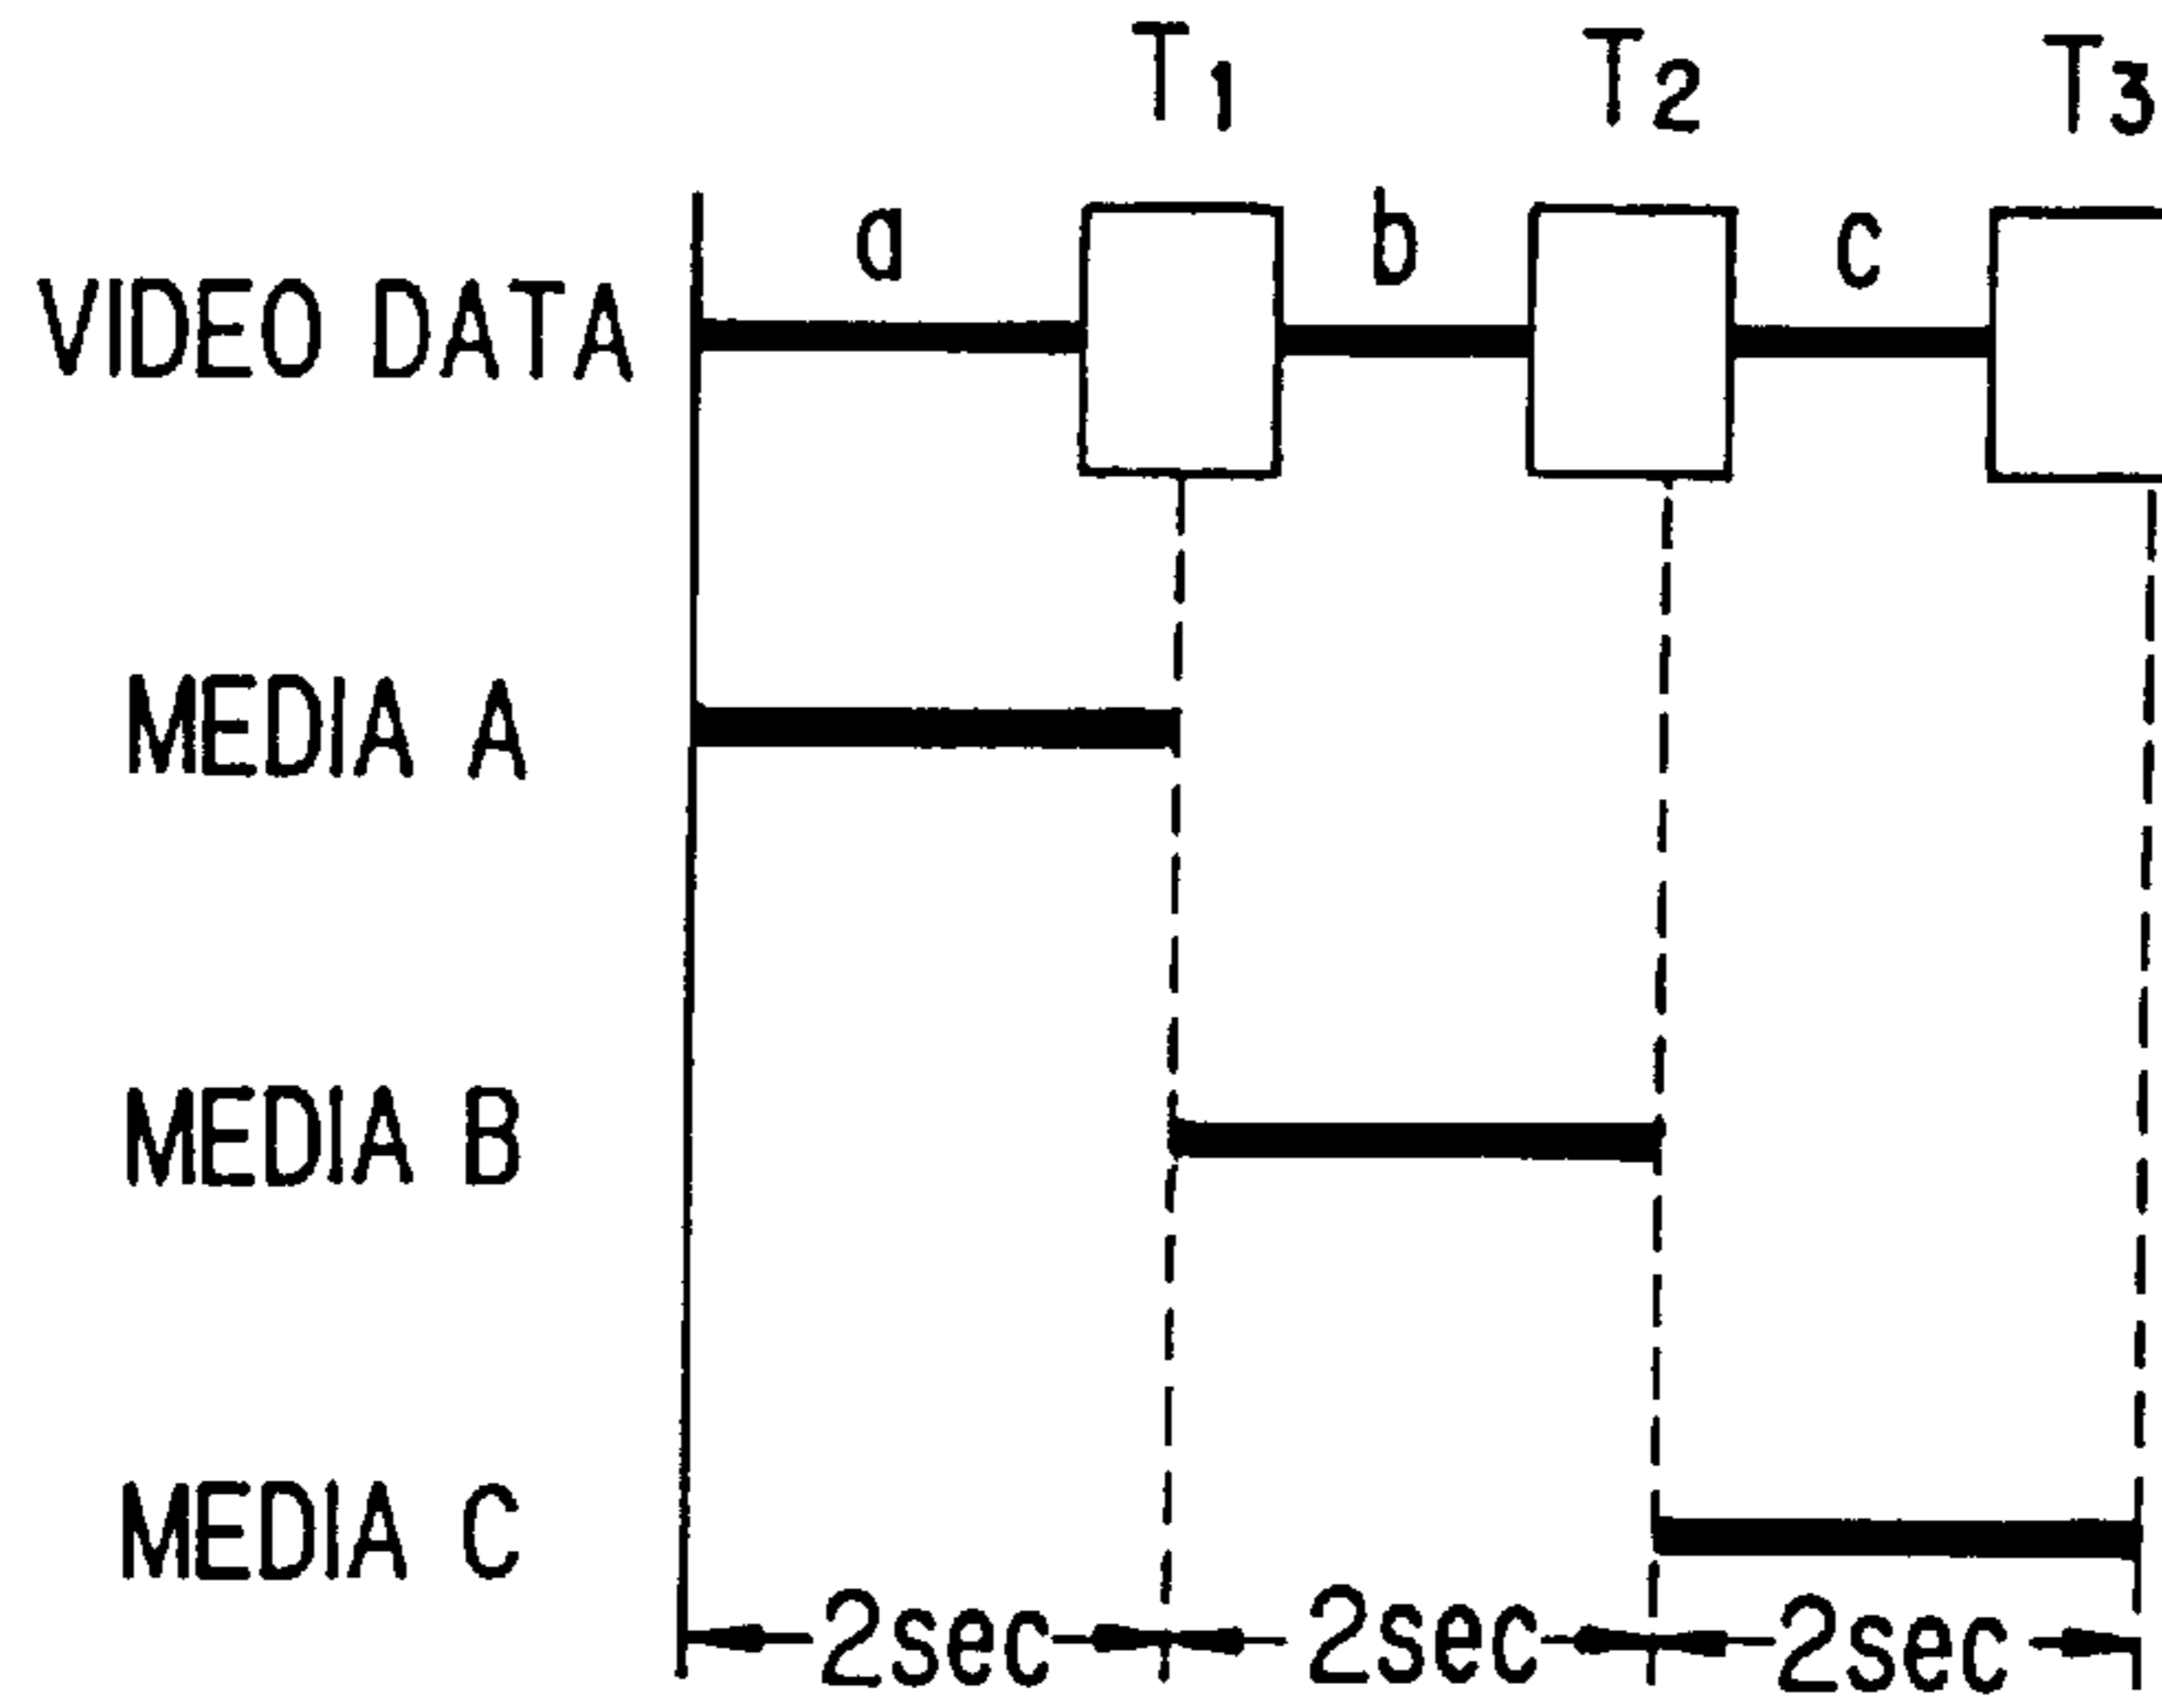 T1 T2 T3
a b c
VIDEO DATA
MEDIA A
MEDIA B
MEDIA C
2sec 2sec 2sec